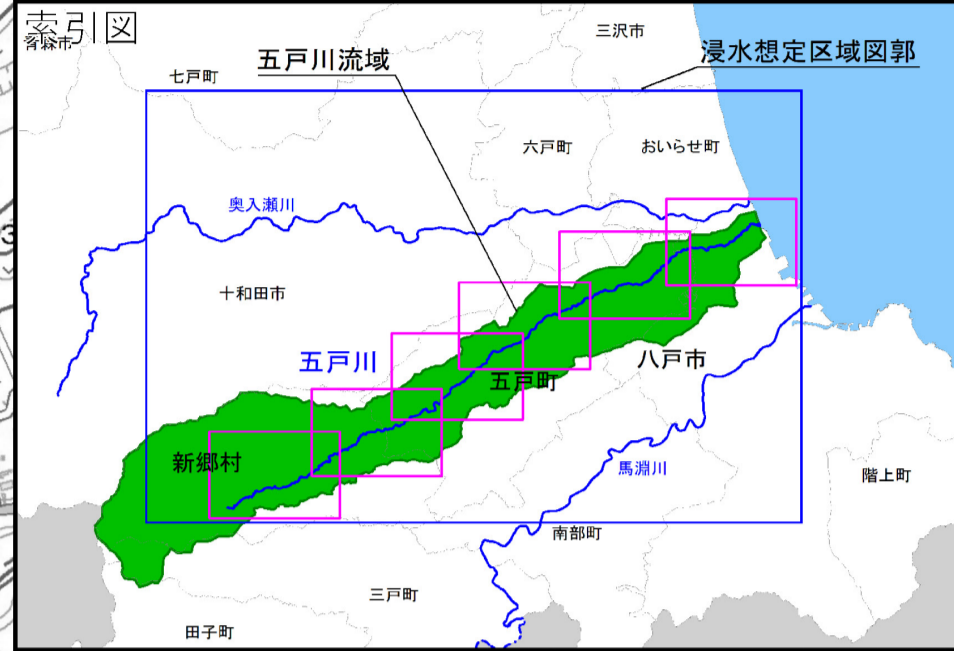 索引図
青森市
三沢市
五戸川流域
浸水想定区域図郭
七戸町
六戸町
おいらせ町
奥入瀬川
十和田市
五戸川
五戸町
八戸市
新郷村
馬淵川
階上町
南部町
三戸町
田子町